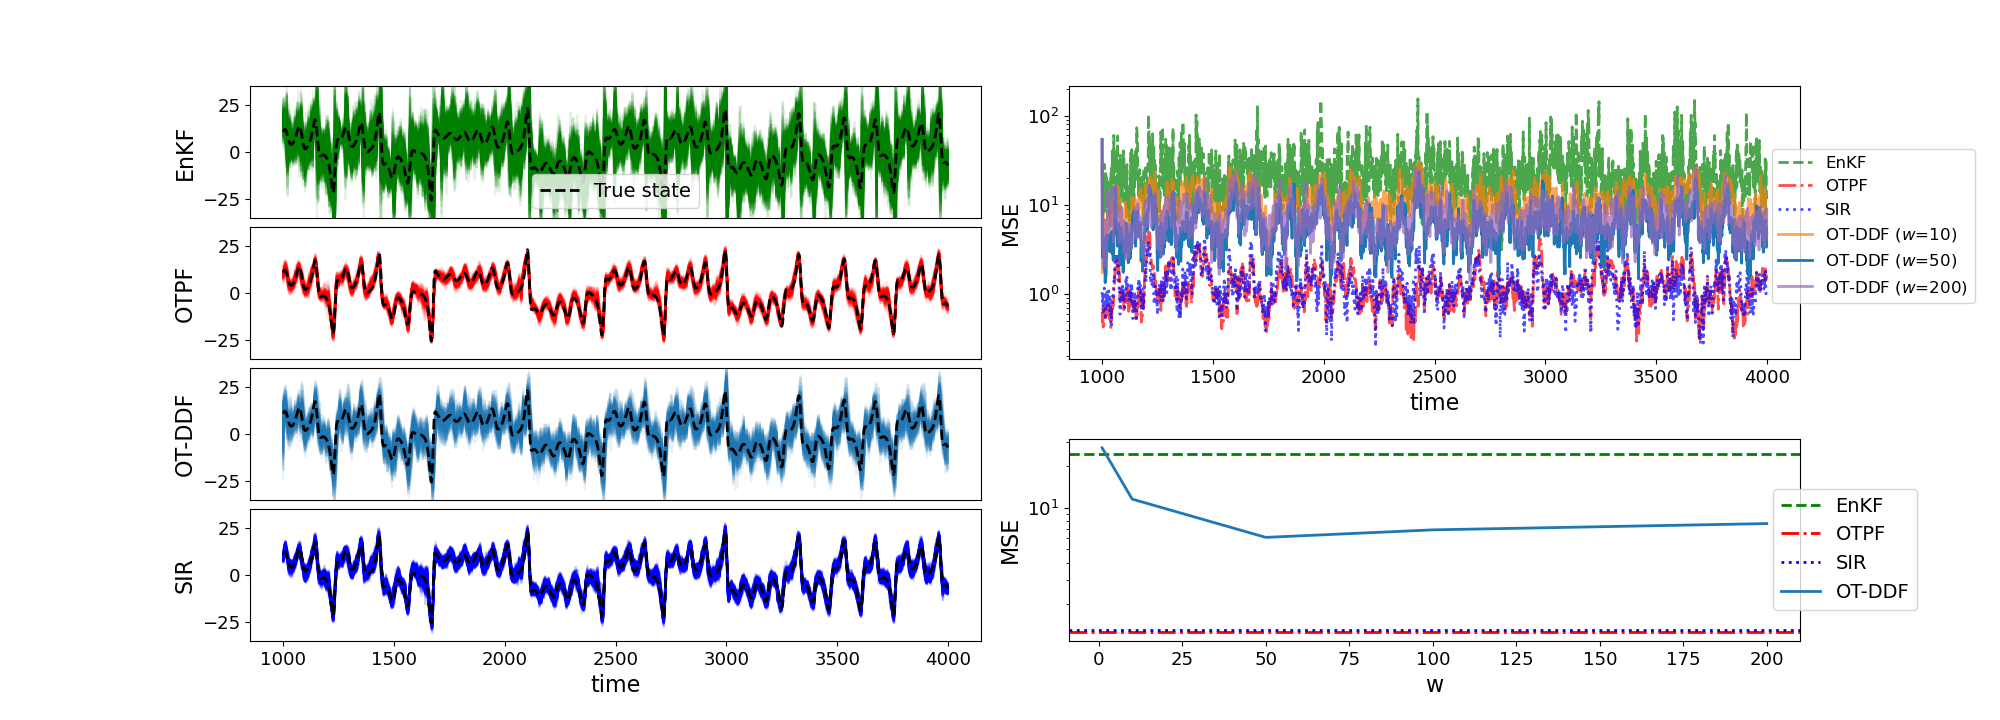 EnKF
25
0
−25
True state
OTPF
25
0
−25
OT-DDF
25
0
−25
SIR
25
0
−25
1000 1500 2000 2500 3000 3500 4000
time
MSE
10²
10¹
10⁰
1000 1500 2000 2500 3000 3500 4000
time
EnKF
OTPF
SIR
OT-DDF (w=10)
OT-DDF (w=50)
OT-DDF (w=200)
MSE
10¹
0 25 50 75 100 125 150 175 200
w
EnKF
OTPF
SIR
OT-DDF